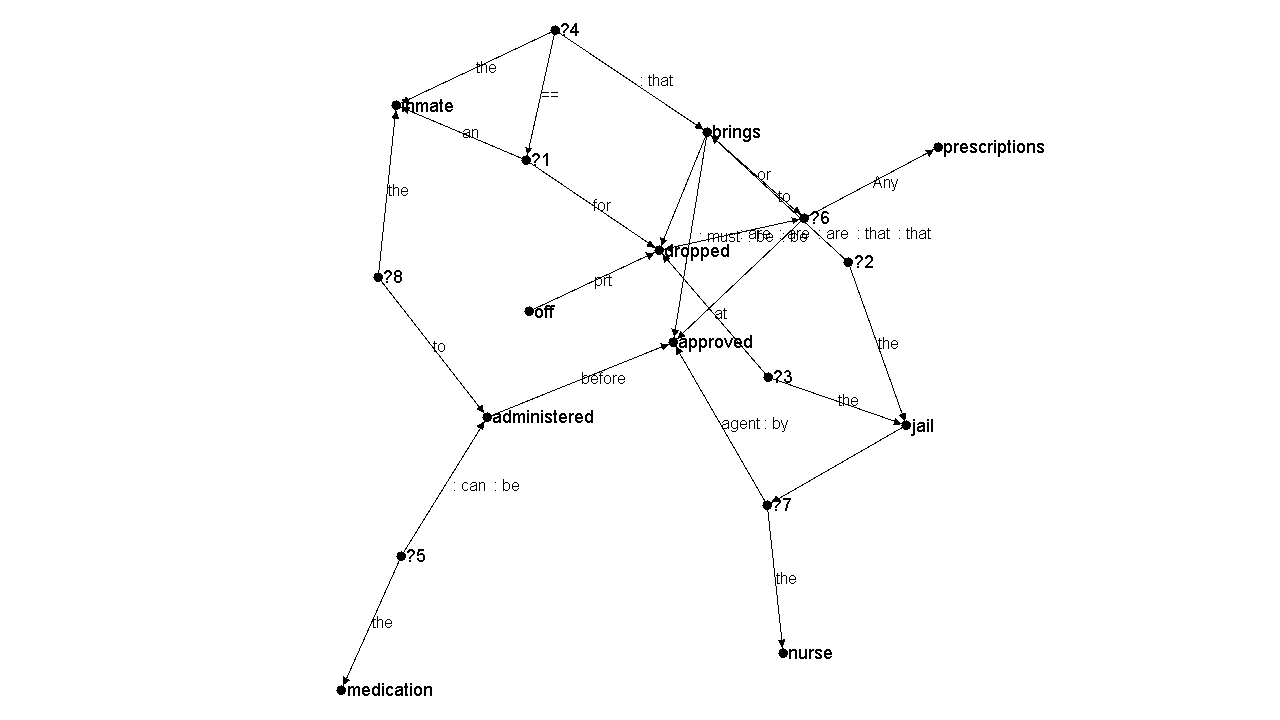 ?4
the
: that
inmate
==
brings
an
prescriptions
?1
or
Any
the
to
for
?6
: must : be : be
are : are : are : that : that
dropped
?2
?8
prt
off
at
the
approved
to
before
?3
the
administered
agent : by
jail
: can : be
?7
?5
the
the
nurse
medication